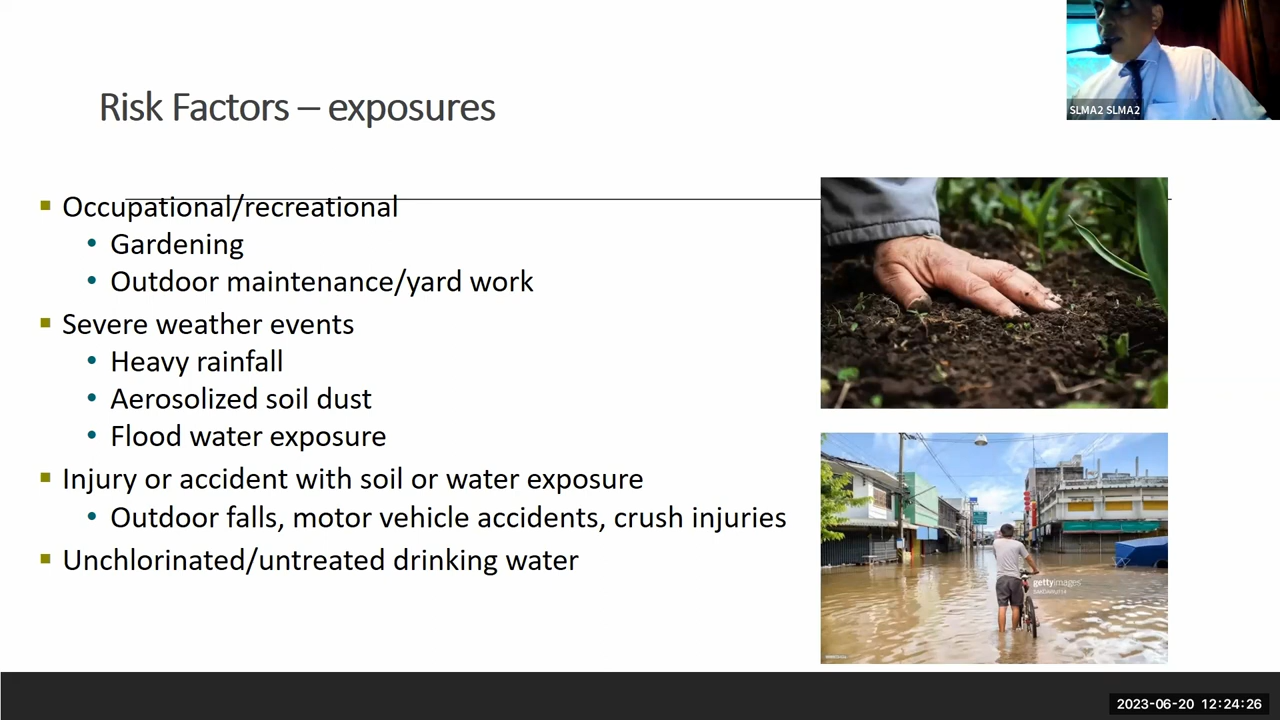 SLMA2 SLMA2
Risk Factors – exposures
Occupational/recreational
Gardening
Outdoor maintenance/yard work
Severe weather events
Heavy rainfall
Aerosolized soil dust
Flood water exposure
Injury or accident with soil or water exposure
Outdoor falls, motor vehicle accidents, crush injuries
Unchlorinated/untreated drinking water
gettyimages
2023-06-20 12:24:26